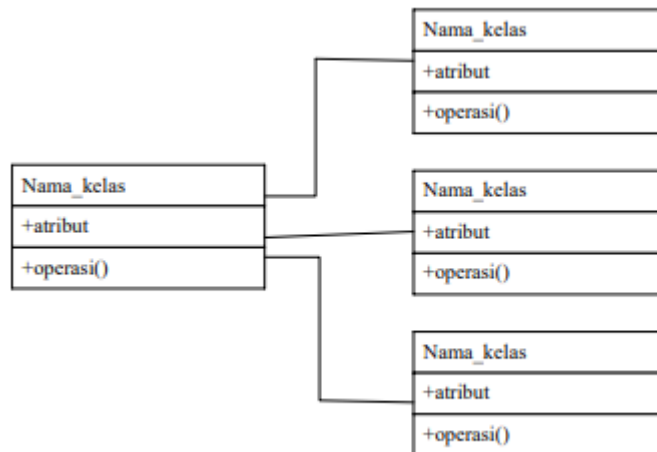 Nama_kelas
+atribut
+operasi()
Nama_kelas
+atribut
+operasi()
Nama_kelas
+atribut
+operasi()
Nama_kelas
+atribut
+operasi()